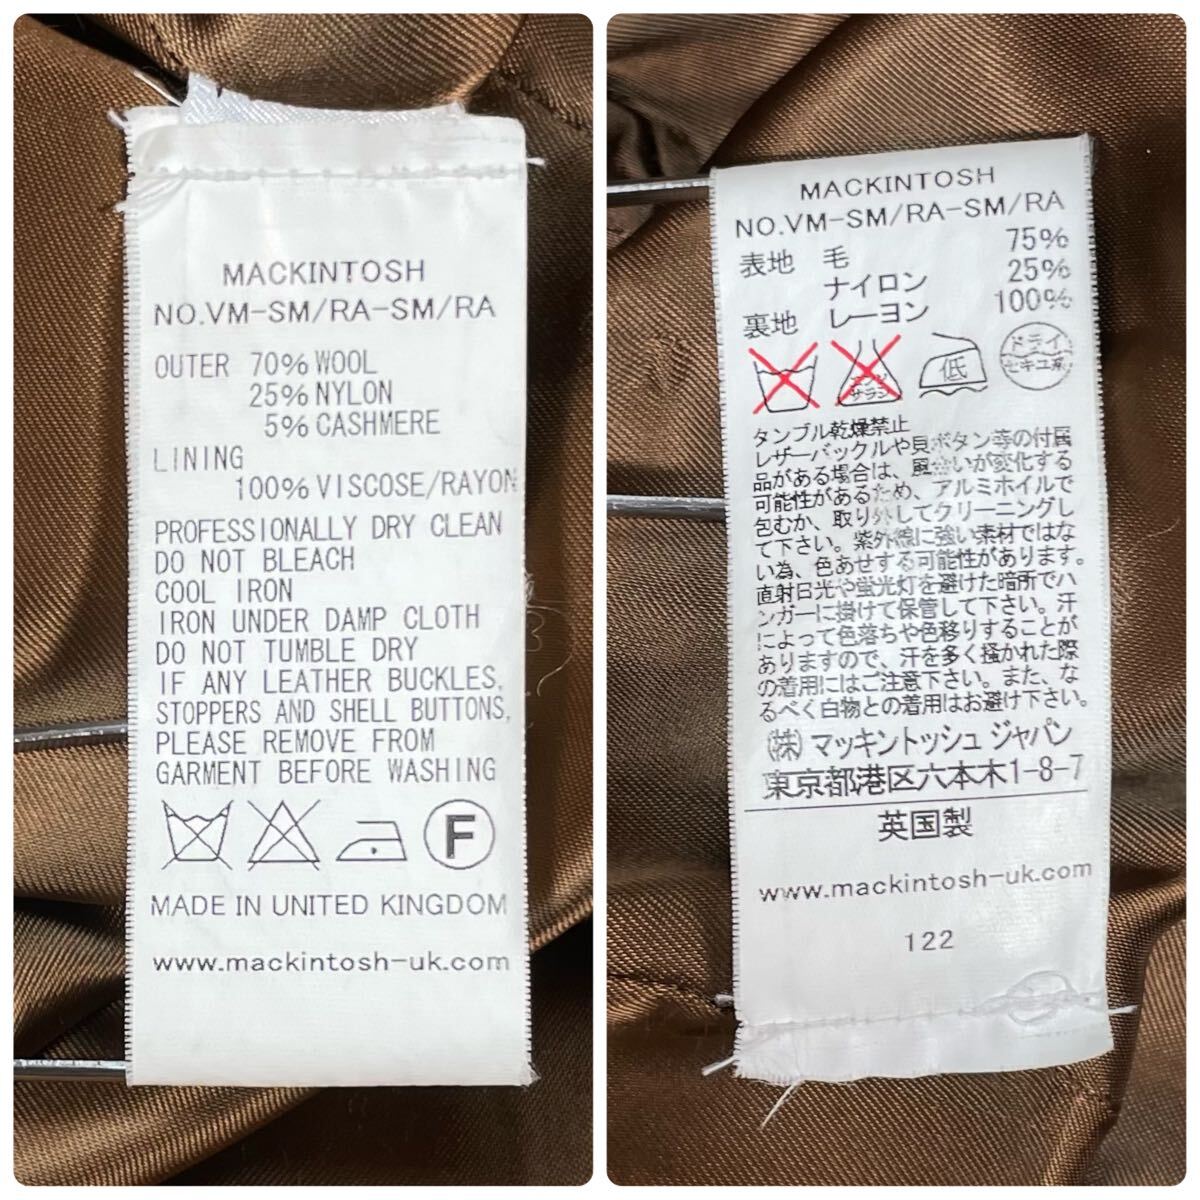 MACKINTOSH
NO.VM-SM/RA-SM/RA
OUTER 70% WOOL
25% NYLON
5% CASHMERE
LINING
100% VISCOSE/RAYON
PROFESSIONALLY DRY CLEAN
DO NOT BLEACH
COOL IRON
IRON UNDER DAMP CLOTH
DO NOT TUMBLE DRY
IF ANY LEATHER BUCKLES,
STOPPERS AND SHELL BUTTONS,
PLEASE REMOVE FROM
GARMENT BEFORE WASHING
F
MADE IN UNITED KINGDOM
www.mackintosh-uk.com
MACKINTOSH
NO.VM-SM/RA-SM/RA
表地 毛 75%
ナイロン 25%
裏地 レーヨン 100%
エンソ サラシ 低 ドライ セキユ系
タンブル乾燥禁止
レザーバックルや貝ボタン等の付属
品がある場合は、風合いが変化する
可能性があるため、アルミホイルで
包むか、取り外してクリーニングし
て下さい。紫外線に強い素材ではな
い為、色あせする可能性があります。
直射日光や蛍光灯を避けた暗所でハ
ンガーに掛けて保管して下さい。汗
によって色落ちや色移りすることが
ありますので、汗を多く掻かれた際
の着用にはご注意下さい。また、な
るべく白物との着用はお避け下さい。
(株)マッキントッシュ ジャパン
東京都港区六本木1-8-7
英国製
www.mackintosh-uk.com
122